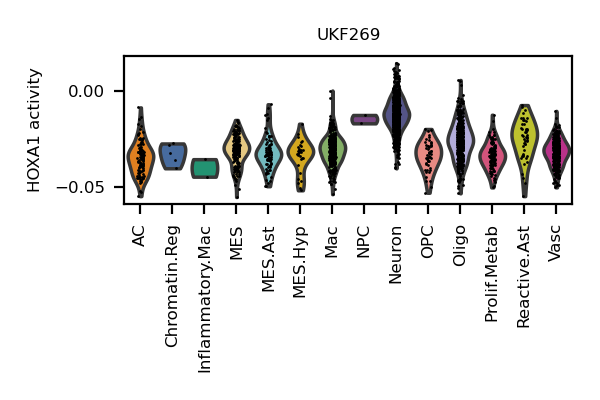 UKF269
HOXA1 activity
0.00
−0.05
AC
Chromatin.Reg
Inflammatory.Mac
MES
MES.Ast
MES.Hyp
Mac
NPC
Neuron
OPC
Oligo
Prolif.Metab
Reactive.Ast
Vasc